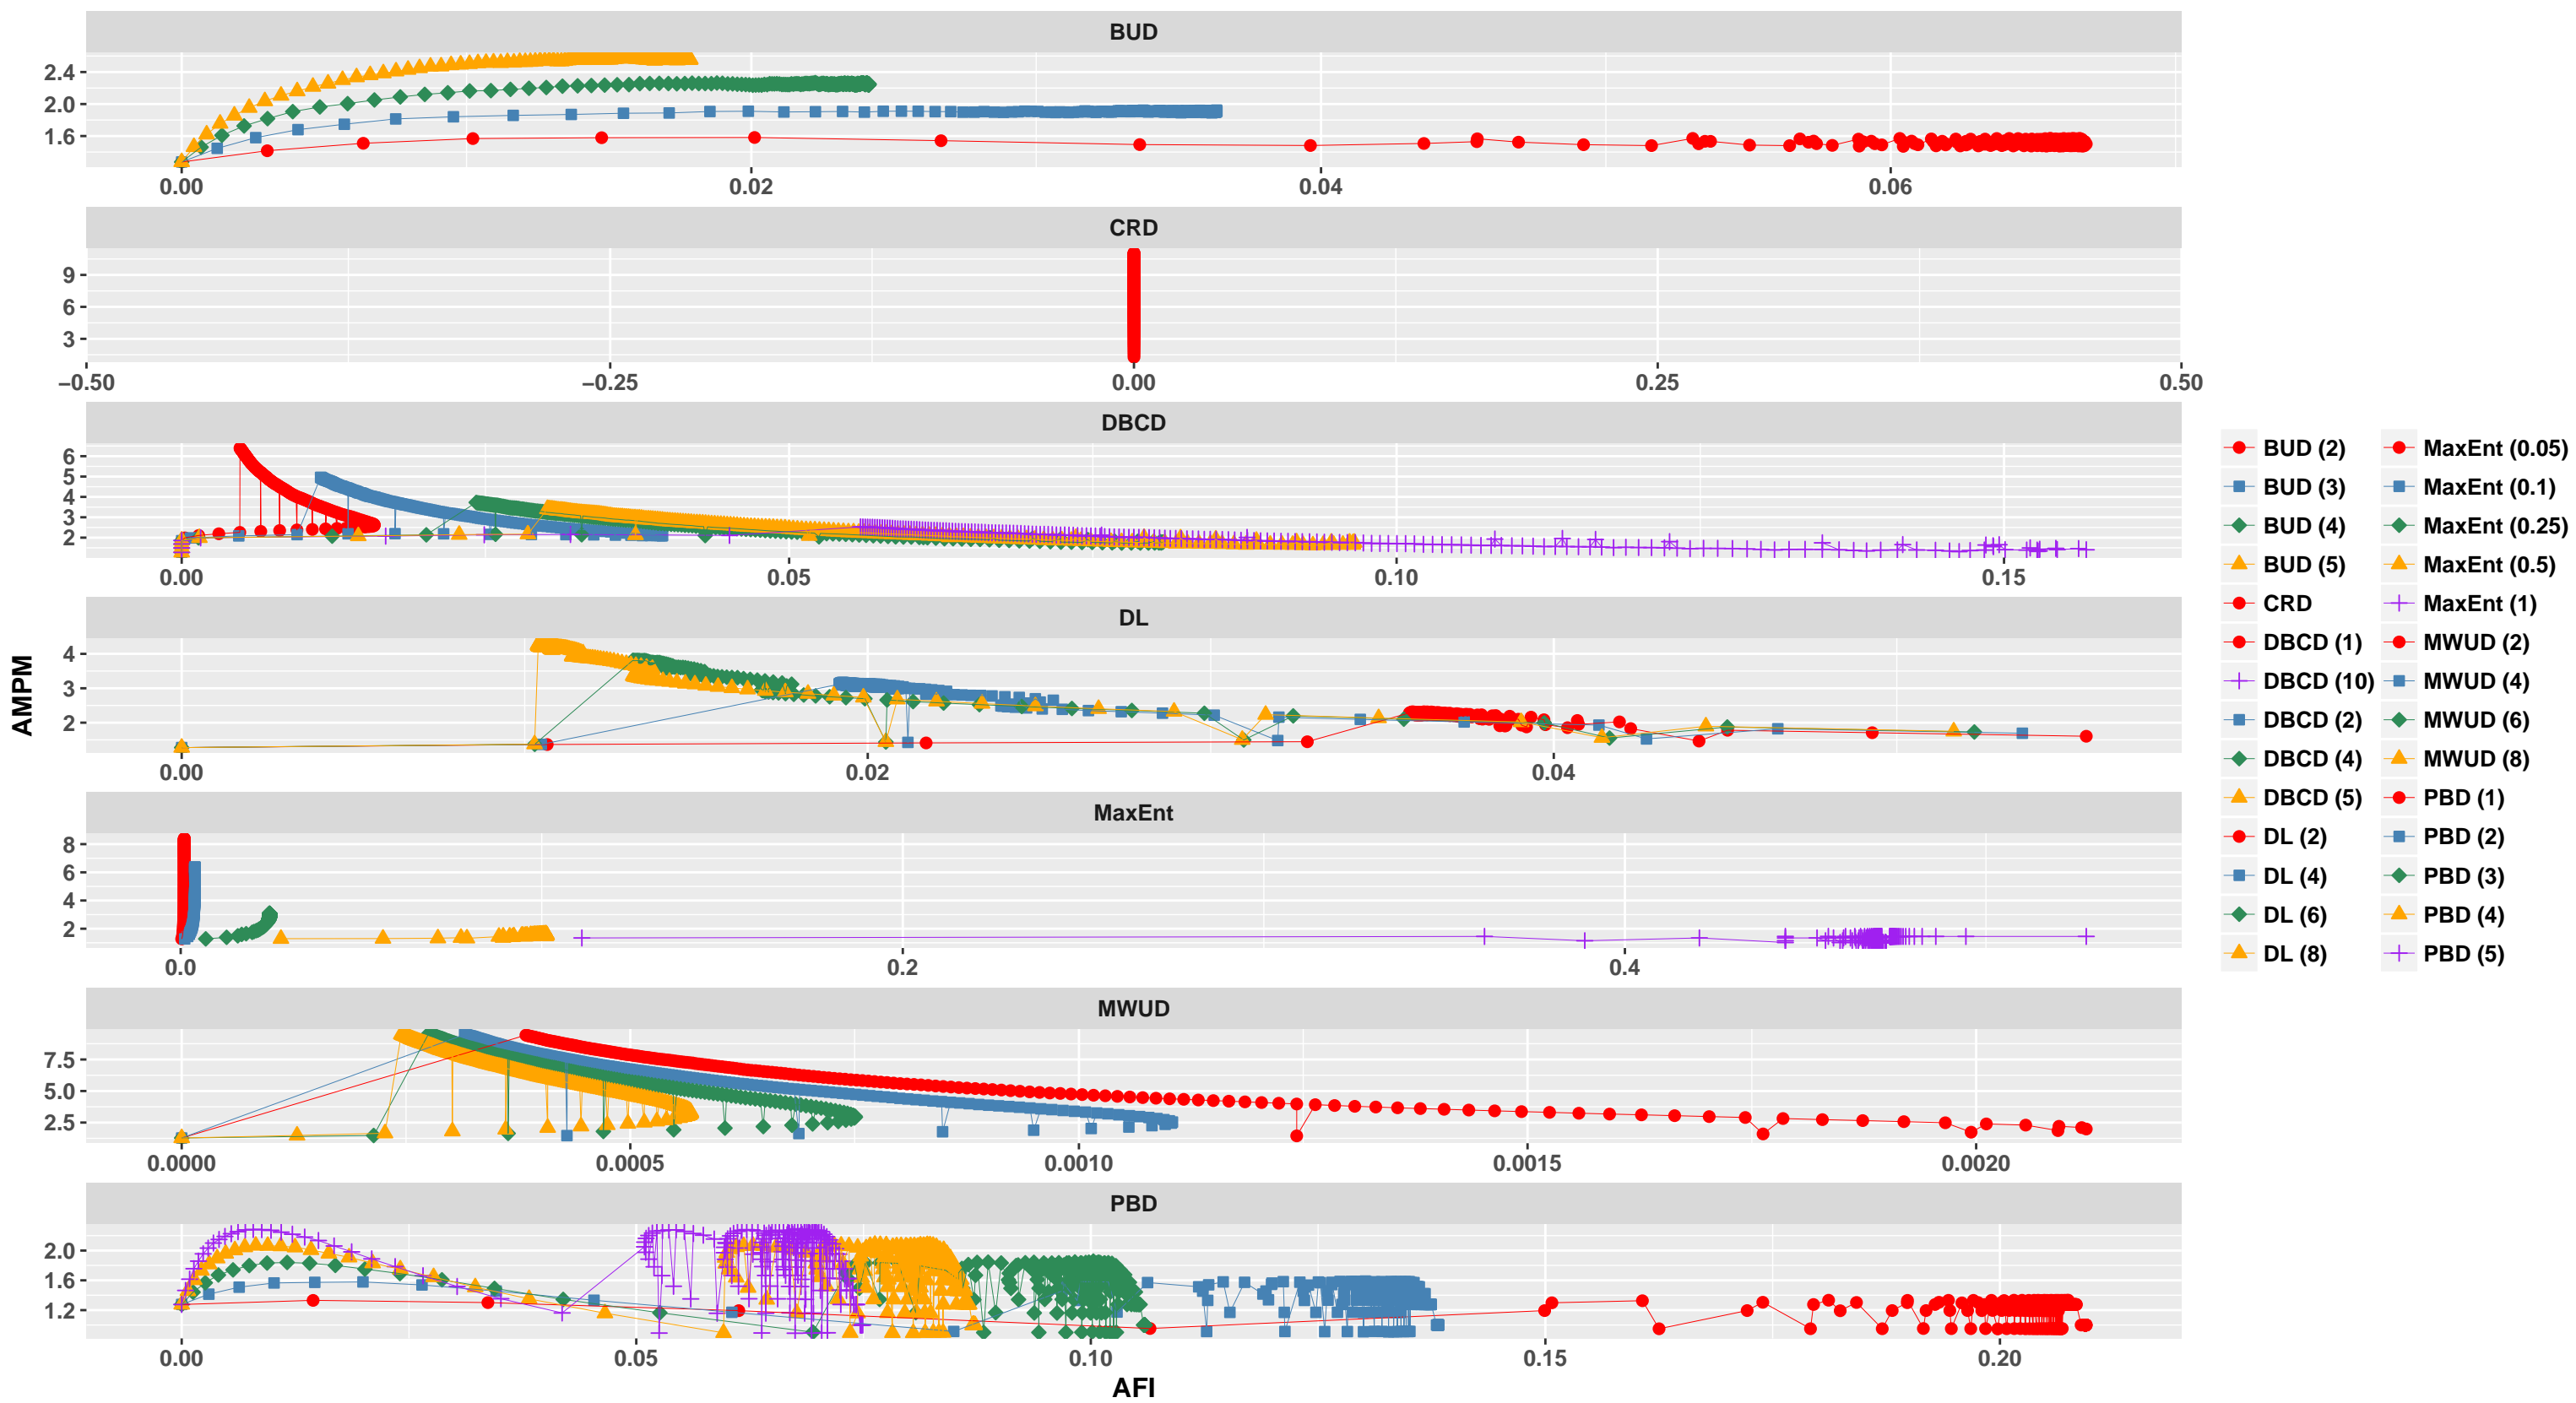 BUD
2.4
2.0
1.6
0.00 0.02 0.04 0.06
CRD
9
6
3
−0.50 −0.25 0.00 0.25 0.50
DBCD
6
5
4
3
2
0.00 0.05 0.10 0.15
DL
4
3
2
0.00 0.02 0.04
MaxEnt
8
6
4
2
0.0 0.2 0.4
MWUD
7.5
5.0
2.5
0.0000 0.0005 0.0010 0.0015 0.0020
PBD
2.0
1.6
1.2
0.00 0.05 0.10 0.15 0.20
AFI
AMPM
BUD (2)
BUD (3)
BUD (4)
BUD (5)
CRD
DBCD (1)
DBCD (10)
DBCD (2)
DBCD (4)
DBCD (5)
DL (2)
DL (4)
DL (6)
DL (8)
MaxEnt (0.05)
MaxEnt (0.1)
MaxEnt (0.25)
MaxEnt (0.5)
MaxEnt (1)
MWUD (2)
MWUD (4)
MWUD (6)
MWUD (8)
PBD (1)
PBD (2)
PBD (3)
PBD (4)
PBD (5)